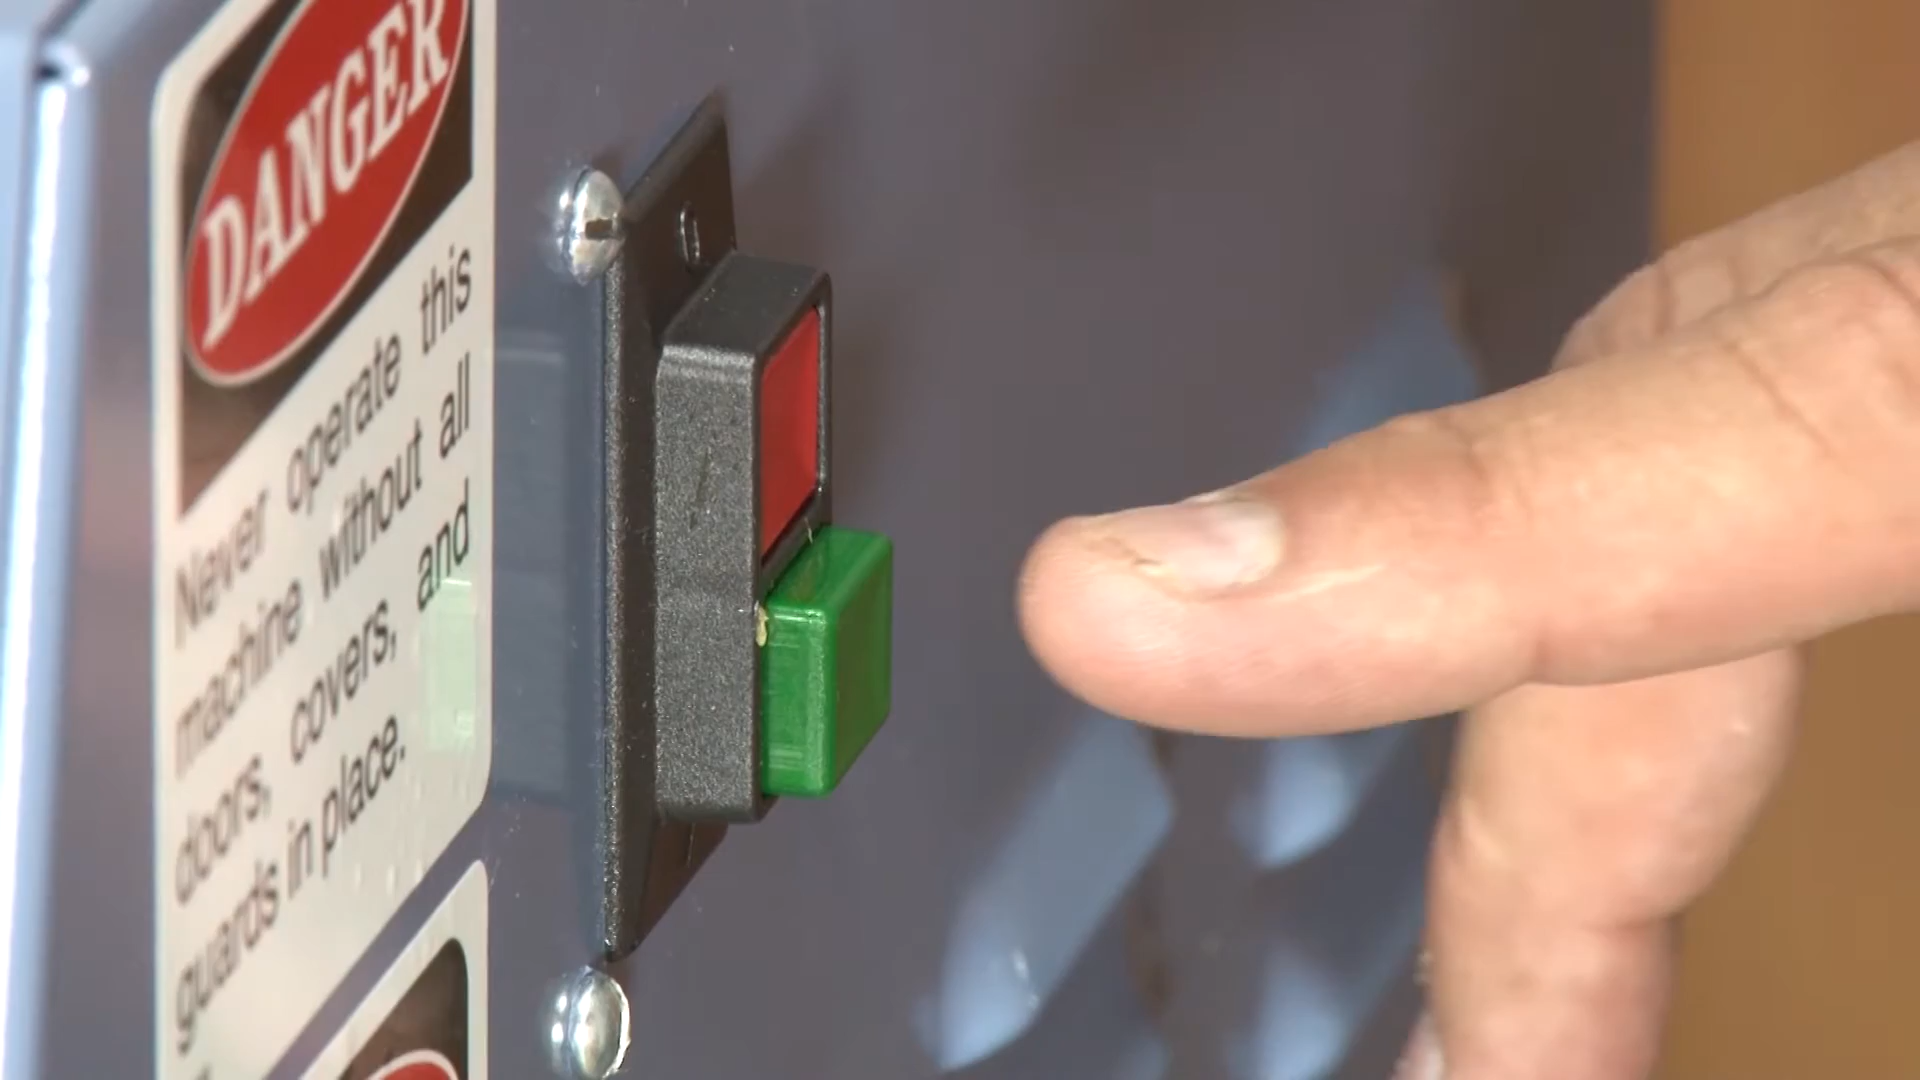 DANGER
Never operate this
machine without all
doors, covers, and
guards in place.